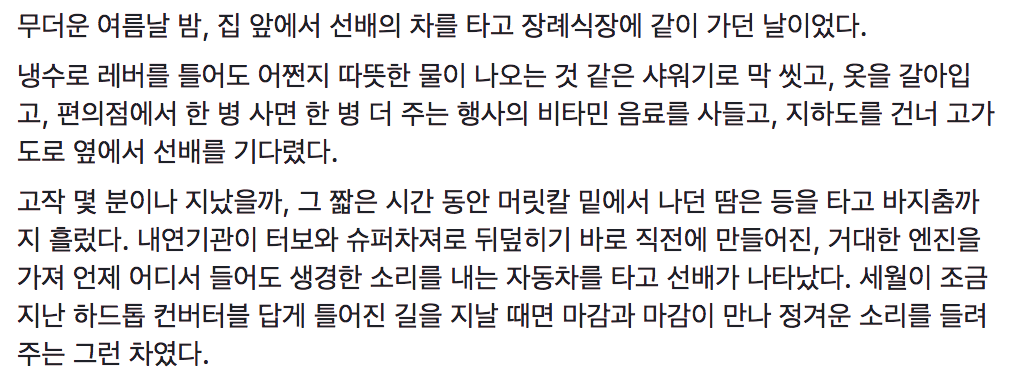 무더운 여름날 밤, 집 앞에서 선배의 차를 타고 장례식장에 같이 가던 날이었다.
냉수로 레버를 틀어도 어쩐지 따뜻한 물이 나오는 것 같은 샤워기로 막 씻고, 옷을 갈아입
고, 편의점에서 한 병 사면 한 병 더 주는 행사의 비타민 음료를 사들고, 지하도를 건너 고가
도로 옆에서 선배를 기다렸다.
고작 몇 분이나 지났을까, 그 짧은 시간 동안 머릿칼 밑에서 나던 땀은 등을 타고 바지춤까
지 흘렀다. 내연기관이 터보와 슈퍼차져로 뒤덮히기 바로 직전에 만들어진, 거대한 엔진을
가져 언제 어디서 들어도 생경한 소리를 내는 자동차를 타고 선배가 나타났다. 세월이 조금
지난 하드톱 컨버터블 답게 틀어진 길을 지날 때면 마감과 마감이 만나 정겨운 소리를 들려
주는 그런 차였다.